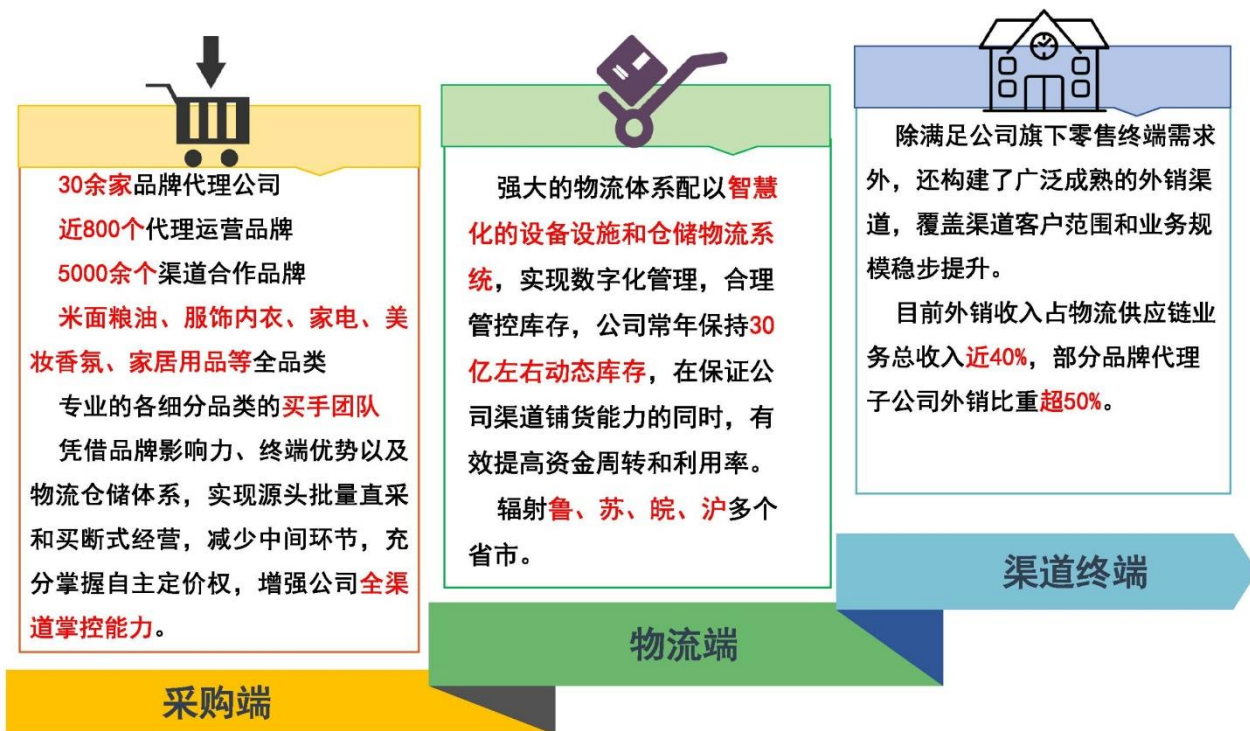 30余家品牌代理公司
近800个代理运营品牌
5000余个渠道合作品牌
米面粮油、服饰内衣、家电、美
妆香氛、家居用品等全品类
专业的各细分品类的买手团队
凭借品牌影响力、终端优势以及
物流仓储体系，实现源头批量直采
和买断式经营，减少中间环节，充
分掌握自主定价权，增强公司全渠
道掌控能力。
采购端
强大的物流体系配以智慧
化的设备设施和仓储物流系
统，实现数字化管理，合理
管控库存，公司常年保持30
亿左右动态库存，在保证公
司渠道铺货能力的同时，有
效提高资金周转和利用率。
辐射鲁、苏、皖、沪多个
省市。
物流端
除满足公司旗下零售终端需求
外，还构建了广泛成熟的外销渠
道，覆盖渠道客户范围和业务规
模稳步提升。
目前外销收入占物流供应链业
务总收入近40%，部分品牌代理
子公司外销比重超50%。
渠道终端